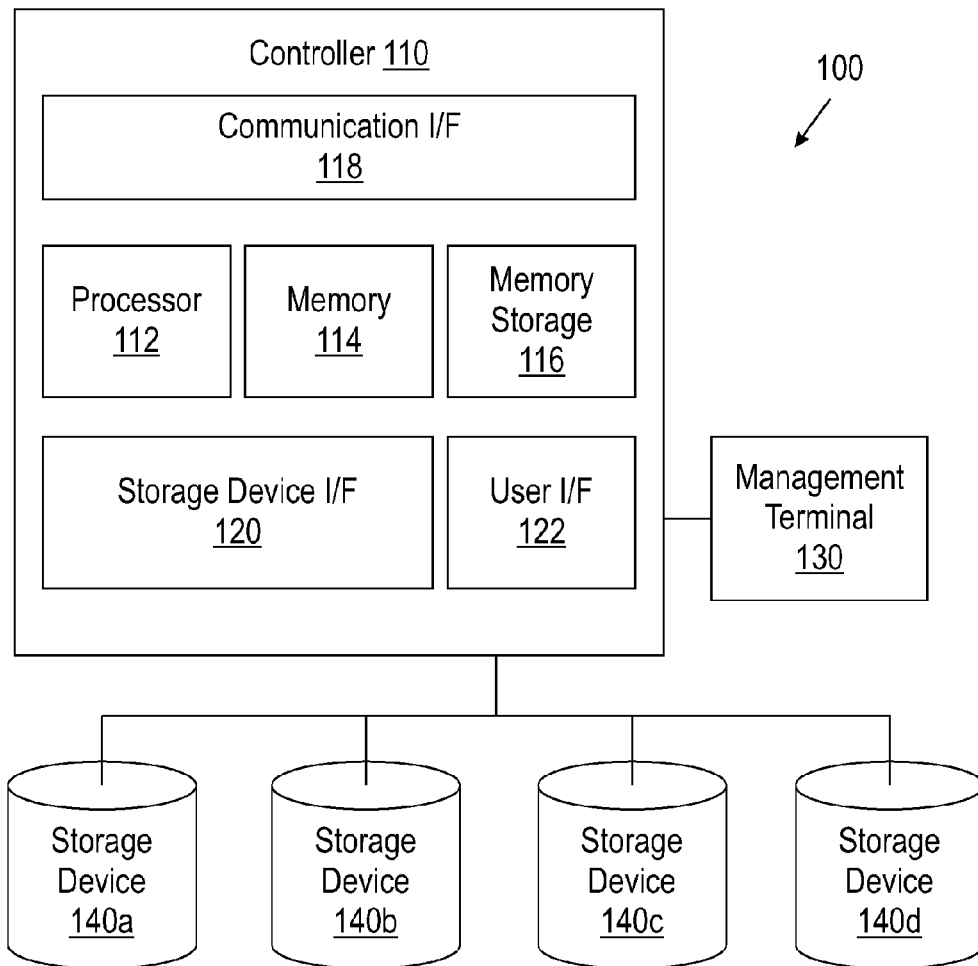 Controller 110
100
Communication I/F
118
Processor
112
Memory
114
Memory
Storage
116
Storage Device I/F
120
User I/F
122
Management
Terminal
130
Storage
Device
140a
Storage
Device
140b
Storage
Device
140c
Storage
Device
140d